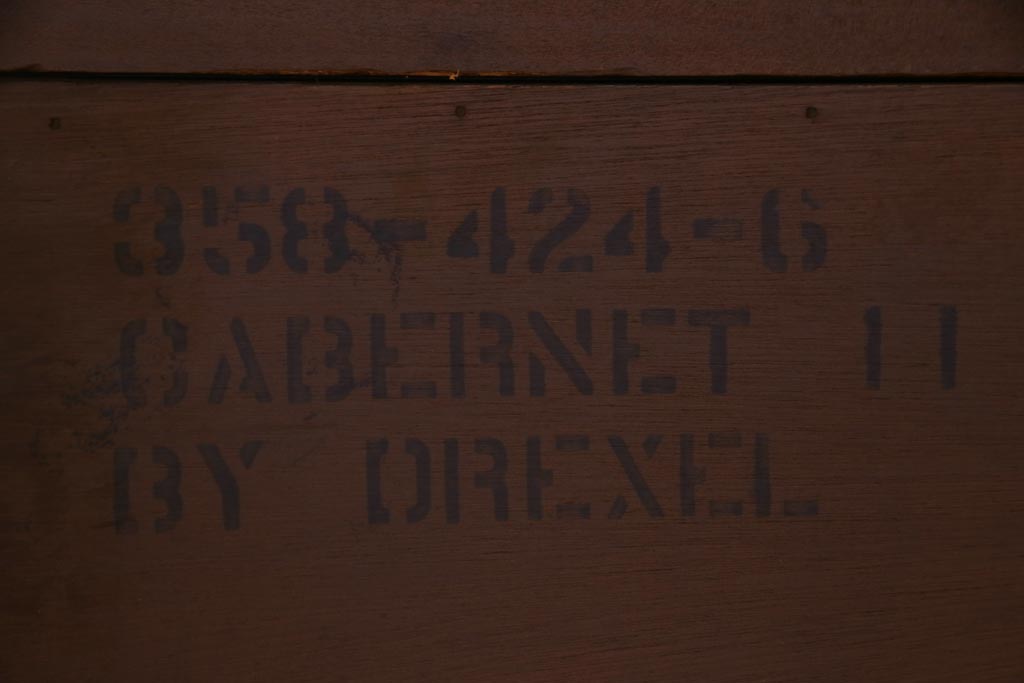 358-424-6
CABERNET II
BY DREXEL